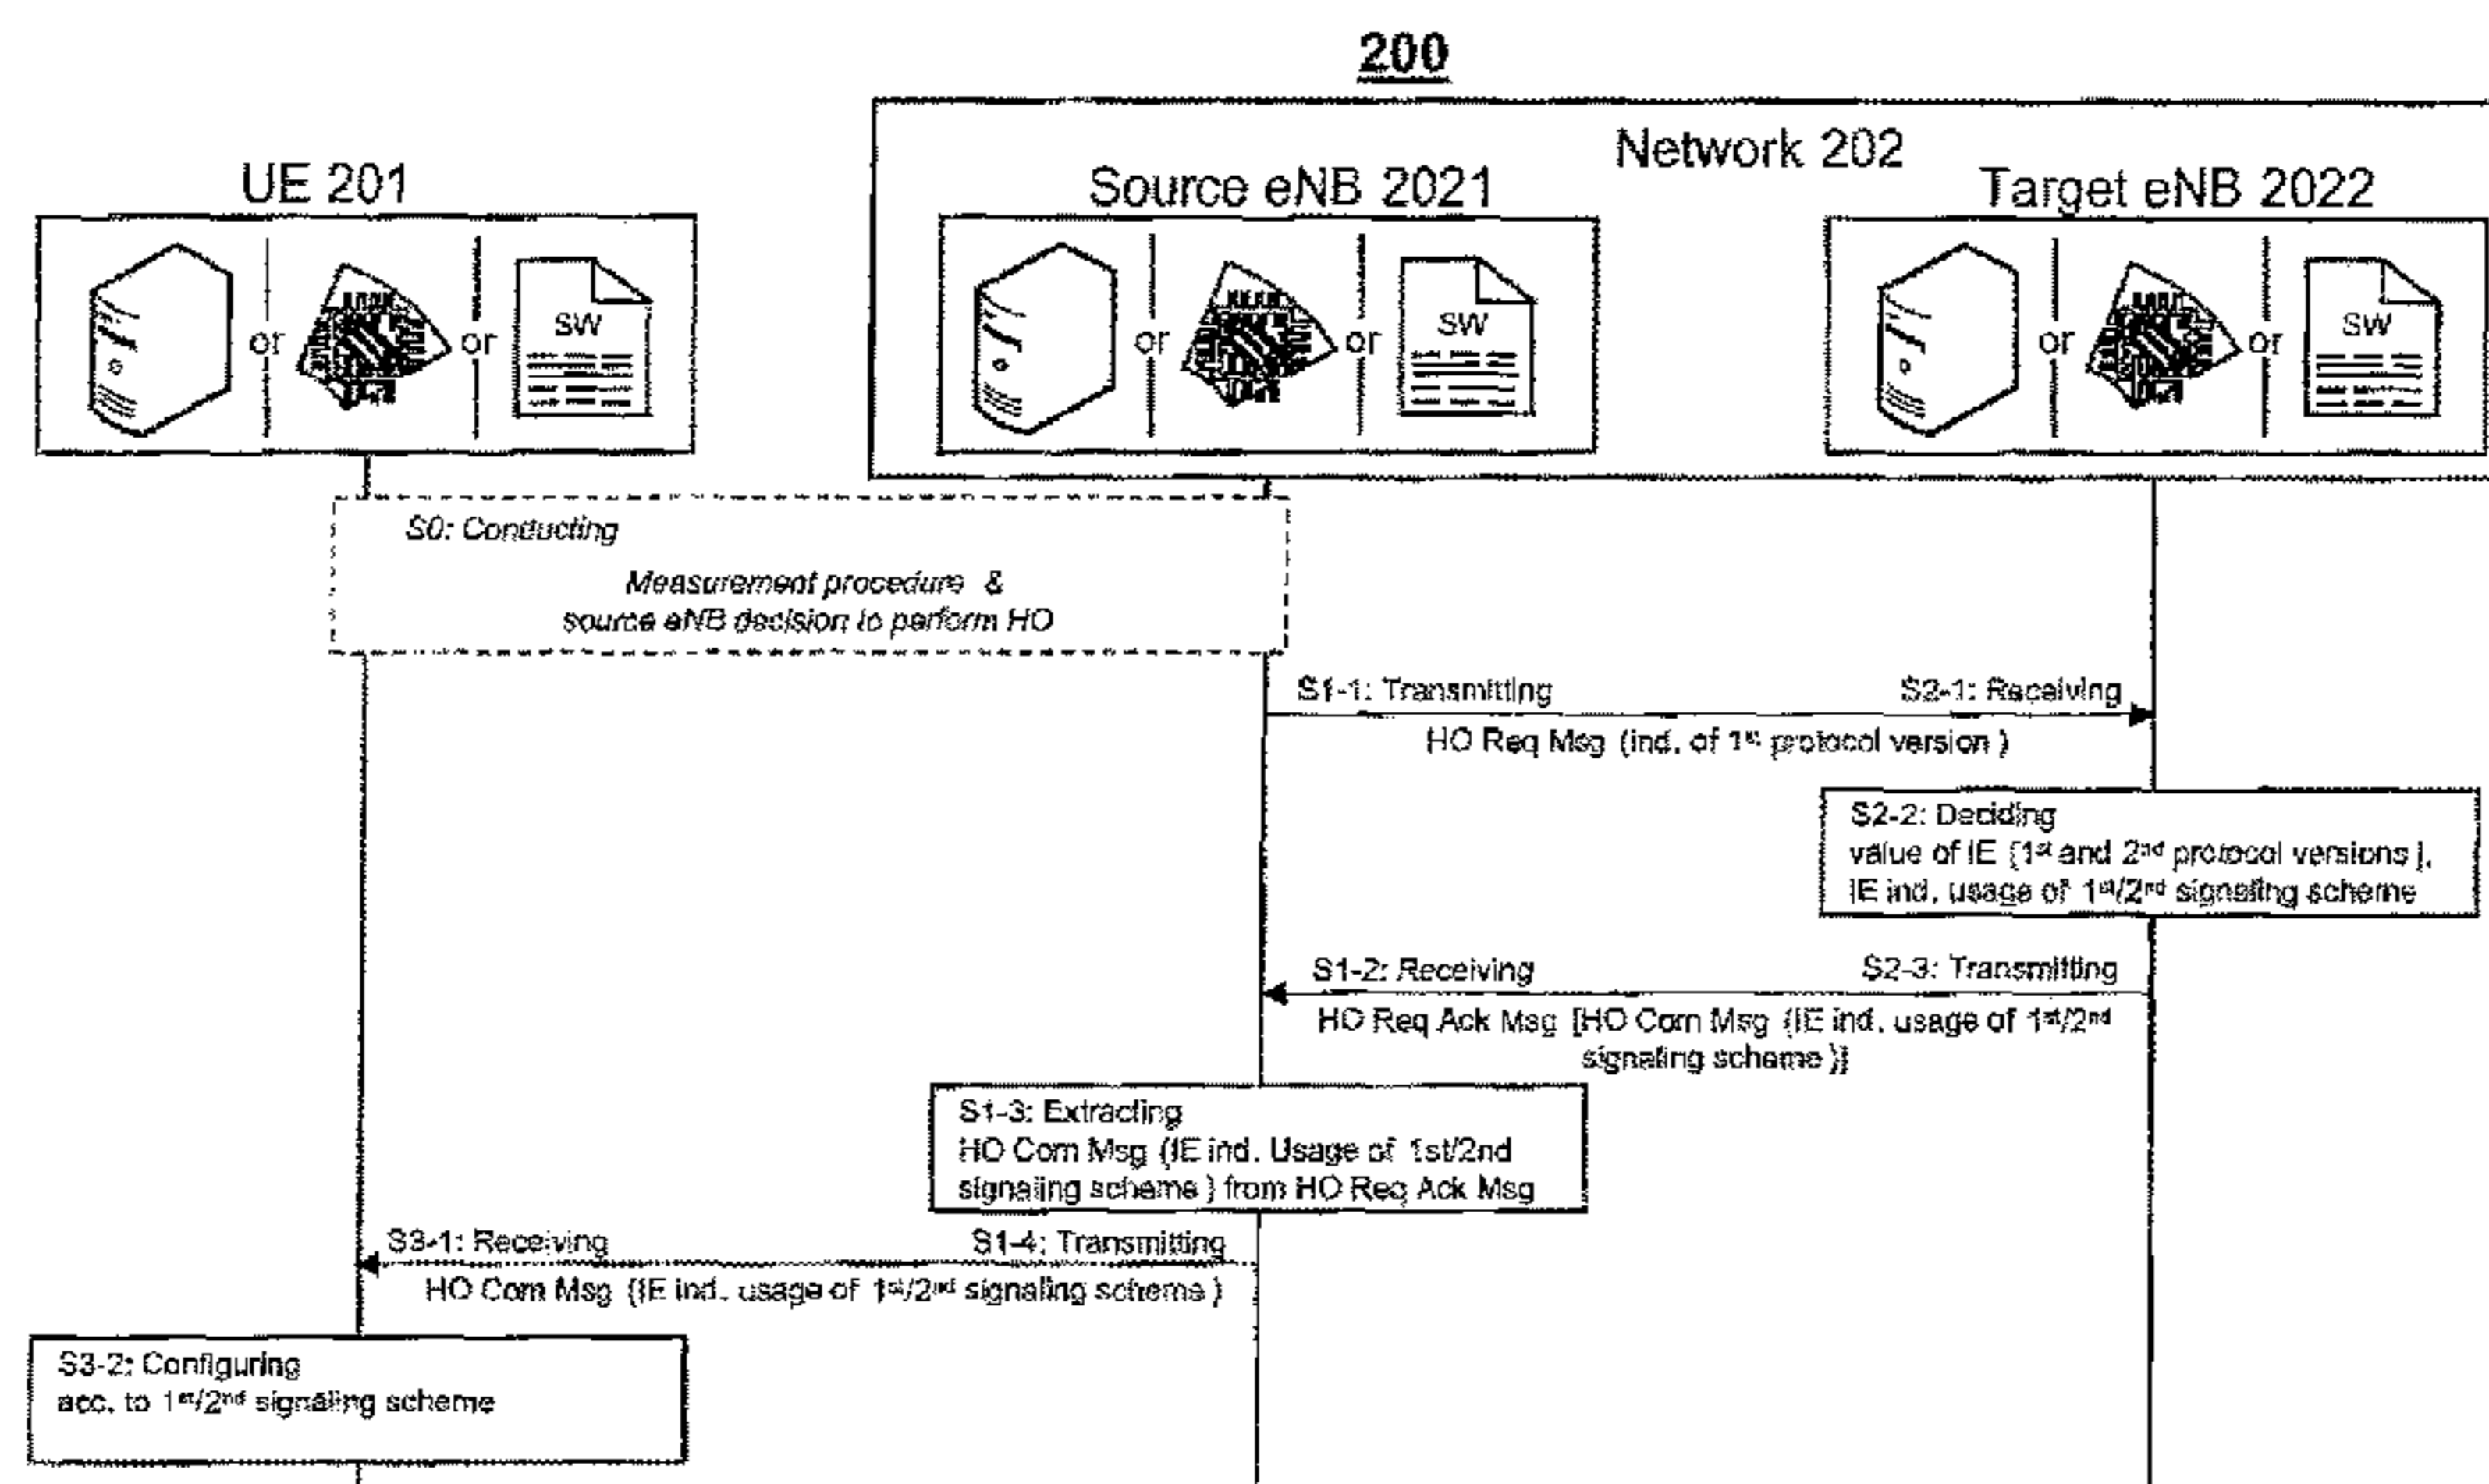 200
Network 202
UE 201
Source eNB 2021
Target eNB 2022
or or SW
or or SW
or or SW
S0: Conducting
Measurement procedure &
source eNB decision to perform HO
S1-1: Transmitting
S2-1: Receiving
HO Req Msg (ind. of 1st protocol version )
S2-2: Deciding
value of IE [1st and 2nd protocol versions ],
IE ind. usage of 1st/2nd signaling scheme
S1-2: Receiving
S2-3: Transmitting
HO Req Ack Msg [HO Com Msg (IE ind. usage of 1st/2nd
signaling scheme )]
S1-3: Extracting
HO Com Msg (IE ind. Usage of 1st/2nd
signaling scheme ) from HO Req Ack Msg
S3-1: Receiving
S1-4: Transmitting
HO Com Msg (IE ind. usage of 1st/2nd signaling scheme )
S3-2: Configuring
acc. to 1st/2nd signaling scheme